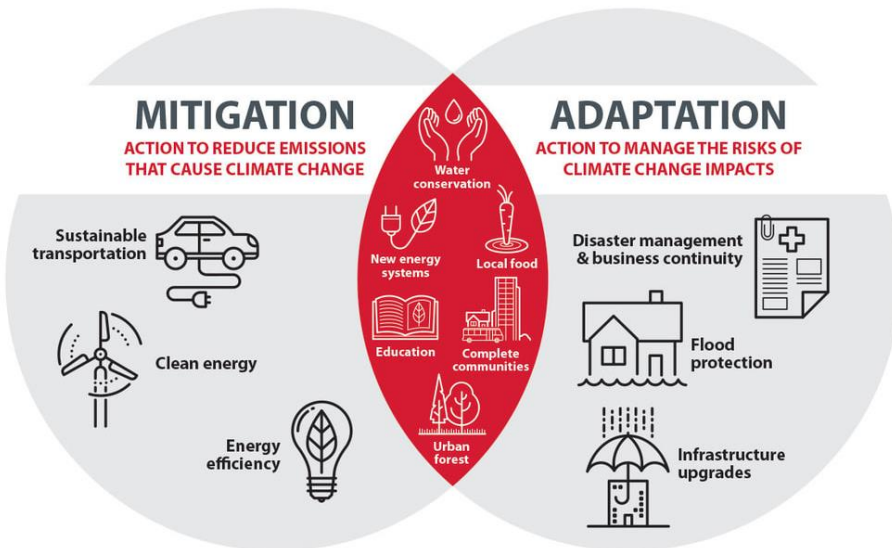 MITIGATION
ACTION TO REDUCE EMISSIONS
THAT CAUSE CLIMATE CHANGE
Sustainable
transportation
Clean energy
Energy
efficiency
Water
conservation
New energy
systems
Local food
Education
Complete
communities
Urban
forest
ADAPTATION
ACTION TO MANAGE THE RISKS OF
CLIMATE CHANGE IMPACTS
Disaster management
& business continuity
Flood
protection
Infrastructure
upgrades